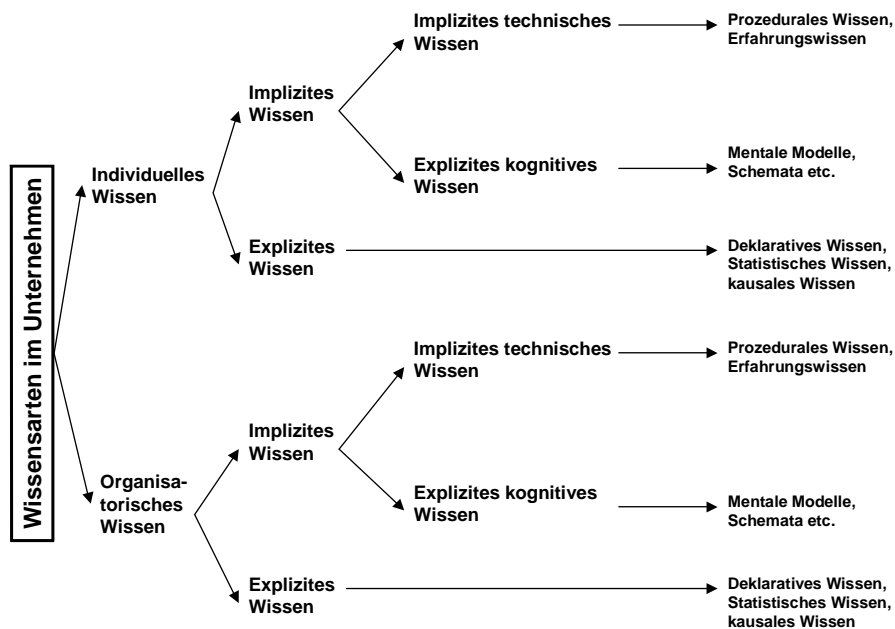 Wissensarten im Unternehmen
Individuelles
Wissen
Implizites
Wissen
Implizites technisches
Wissen
Prozedurales Wissen,
Erfahrungswissen
Explizites kognitives
Wissen
Mentale Modelle,
Schemata etc.
Explizites
Wissen
Deklaratives Wissen,
Statistisches Wissen,
kausales Wissen
Organisa-
torisches
Wissen
Implizites
Wissen
Implizites technisches
Wissen
Prozedurales Wissen,
Erfahrungswissen
Explizites kognitives
Wissen
Mentale Modelle,
Schemata etc.
Explizites
Wissen
Deklaratives Wissen,
Statistisches Wissen,
kausales Wissen